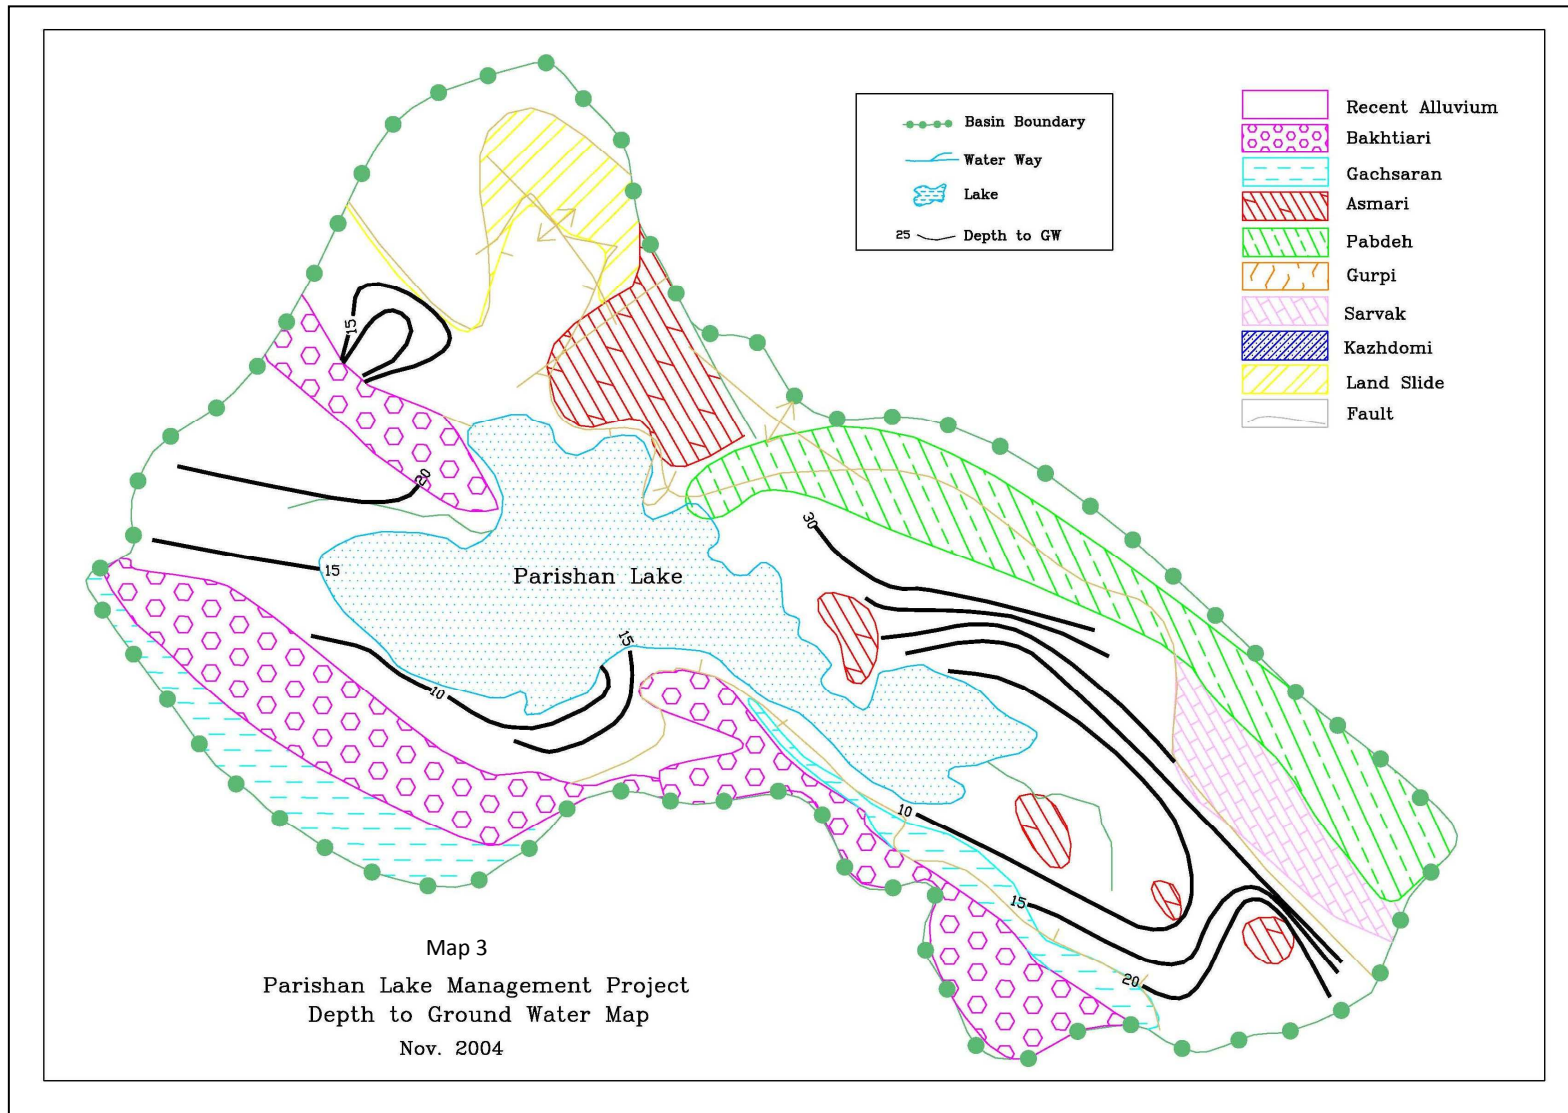 Basin Boundary
Water Way
Lake
25 Depth to GW
Recent Alluvium
Bakhtiari
Gachsaran
Asmari
Pabdeh
Gurpi
Sarvak
Kazhdomi
Land Slide
Fault
15
20
30
15
Parishan Lake
15
10
10
15
20
Map 3
Parishan Lake Management Project
Depth to Ground Water Map
Nov. 2004